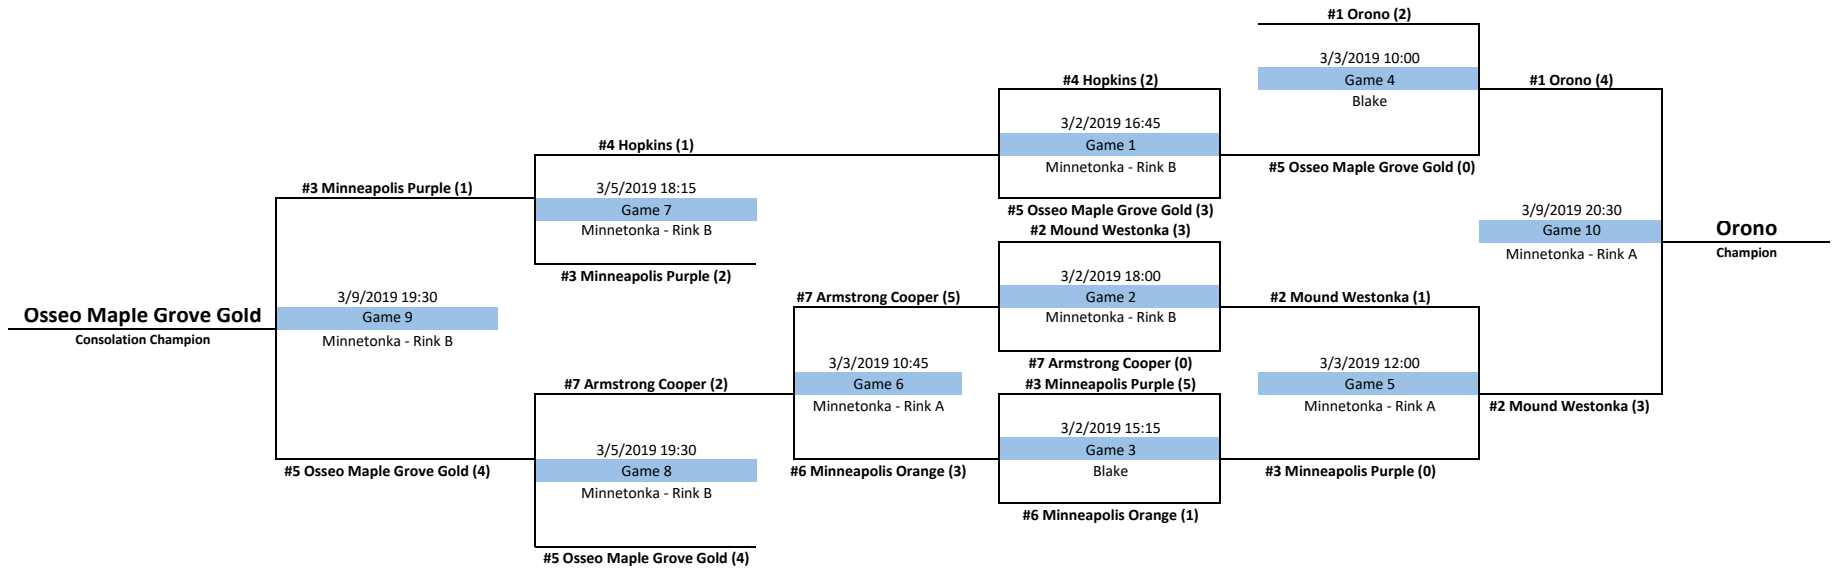 #1 Orono (2)
3/3/2019 10:00
Game 4
Blake
#4 Hopkins (2)
#1 Orono (4)
3/2/2019 16:45
Game 1
Minnetonka - Rink B
#4 Hopkins (1)
#5 Osseo Maple Grove Gold (0)
#3 Minneapolis Purple (1)
3/5/2019 18:15
Game 7
Minnetonka - Rink B
#5 Osseo Maple Grove Gold (3)
3/9/2019 20:30
Game 10
Minnetonka - Rink A
Orono
Champion
#2 Mound Westonka (3)
#3 Minneapolis Purple (2)
3/2/2019 18:00
Game 2
Minnetonka - Rink B
#7 Armstrong Cooper (5)
#2 Mound Westonka (1)
3/9/2019 19:30
Game 9
Minnetonka - Rink B
Osseo Maple Grove Gold
Consolation Champion
#7 Armstrong Cooper (0)
3/3/2019 10:45
Game 6
Minnetonka - Rink A
3/3/2019 12:00
Game 5
Minnetonka - Rink A
#7 Armstrong Cooper (2)
#3 Minneapolis Purple (5)
#2 Mound Westonka (3)
3/2/2019 15:15
Game 3
Blake
3/5/2019 19:30
Game 8
Minnetonka - Rink B
#5 Osseo Maple Grove Gold (4)
#6 Minneapolis Orange (3)
#3 Minneapolis Purple (0)
#6 Minneapolis Orange (1)
#5 Osseo Maple Grove Gold (4)